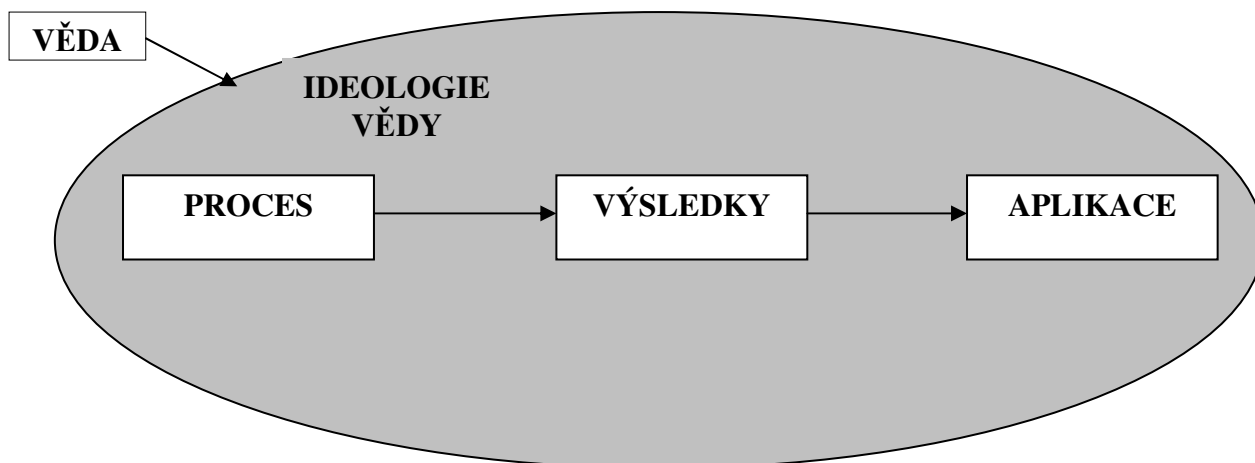 VĚDA
IDEOLOGIE
VĚDY
PROCES
VÝSLEDKY
APLIKACE